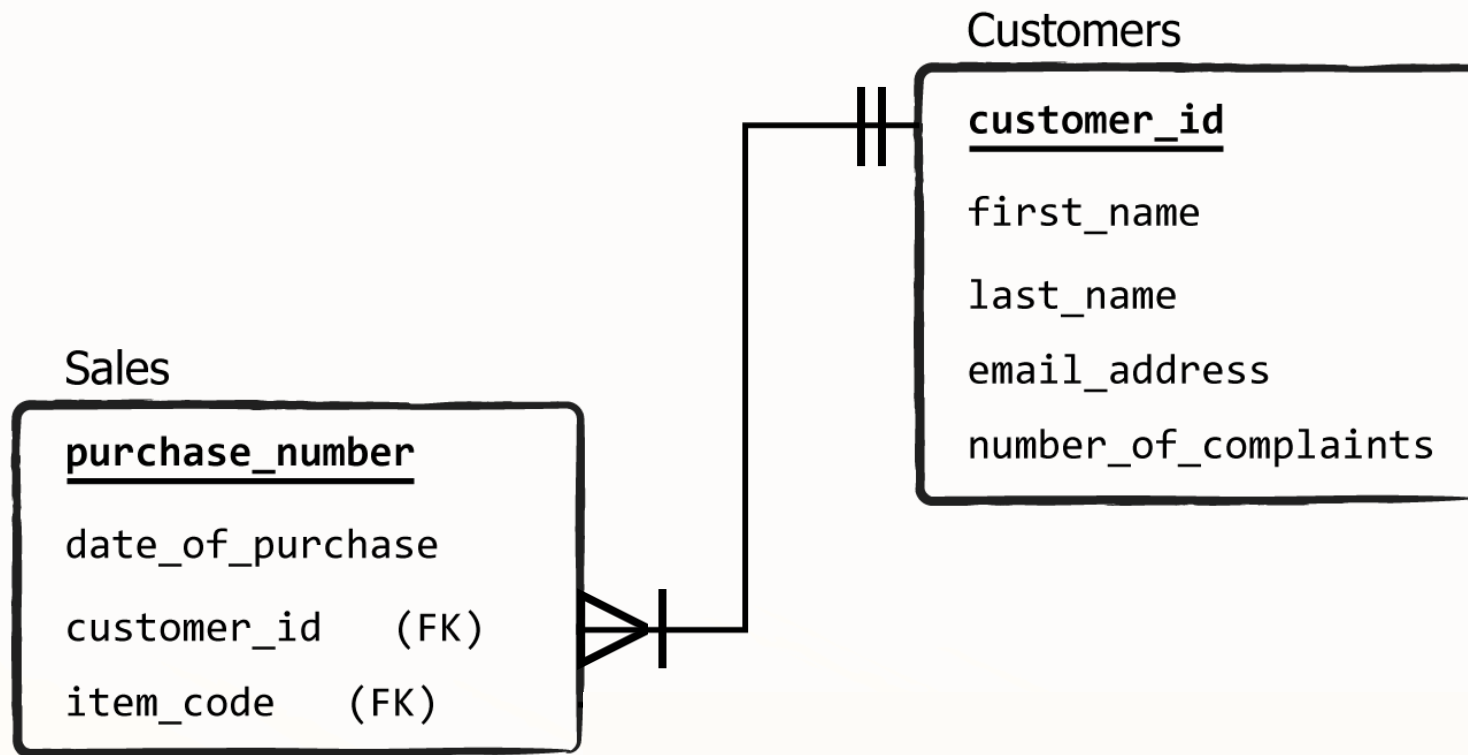 Customers
customer_id
first_name
last_name
email_address
number_of_complaints
Sales
purchase_number
date_of_purchase
customer_id (FK)
item_code (FK)